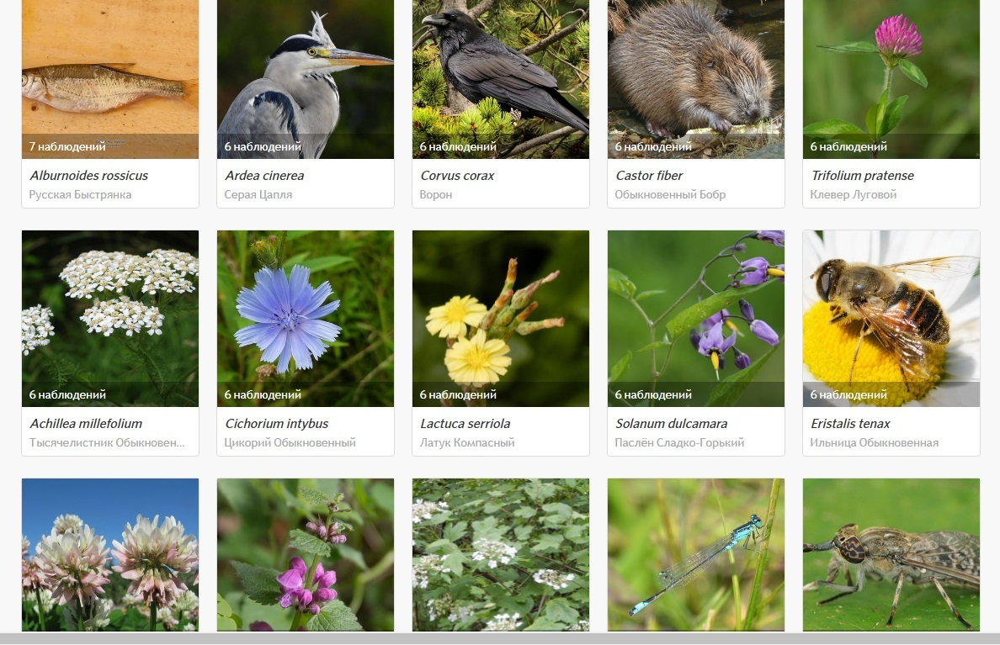 7 наблюдений
6 наблюдений
6 наблюдений
6 наблюдений
6 наблюдений
Alburnoides rossicus
Ardea cinerea
Corvus corax
Castor fiber
Trifolium pratense
Русская Быстрянка
Серая Цапля
Ворон
Обыкновенный Бобр
Клевер Луговой
6 наблюдений
6 наблюдений
6 наблюдений
6 наблюдений
6 наблюдений
Achillea millefolium
Cichorium intybus
Lactuca serriola
Solanum dulcamara
Eristalis tenax
Тысячелистник Обыкновен...
Цикорий Обыкновенный
Латук Компасный
Паслён Сладко-Горький
Ильница Обыкновенная